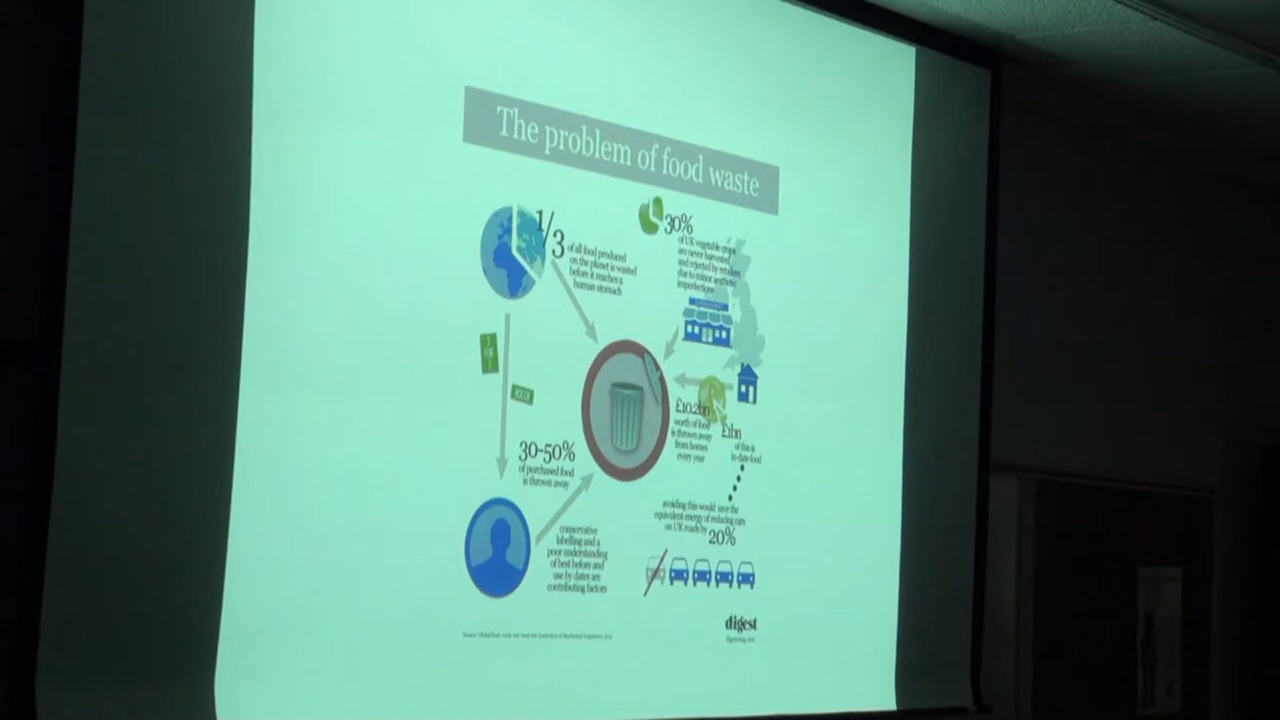 The problem of food waste
1/3
of all food produced
on the planet is wasted
before it reaches a
human stomach
30%
of UK vegetable crops
are never harvested
and rejected by retailers
due to minor aesthetic
imperfections
30-50%
of purchased food
is thrown away
£10.2bn
worth of food
is thrown away
from homes
every year
£1bn
of this is
in-date food
avoiding this would save the
equivalent energy of reducing cars
on UK roads by
20%
conservative
labelling and a
poor understanding
of best before and
use by dates are
contributing factors
digest